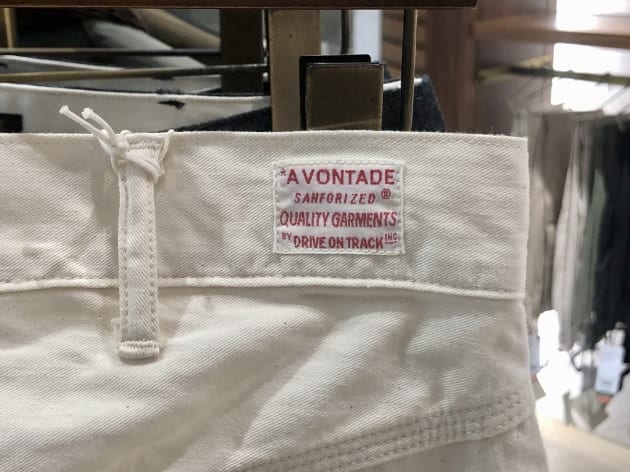 *A VONTADE
SANFORIZED®
QUALITY GARMENTS
BY DRIVE ON TRACK INC.